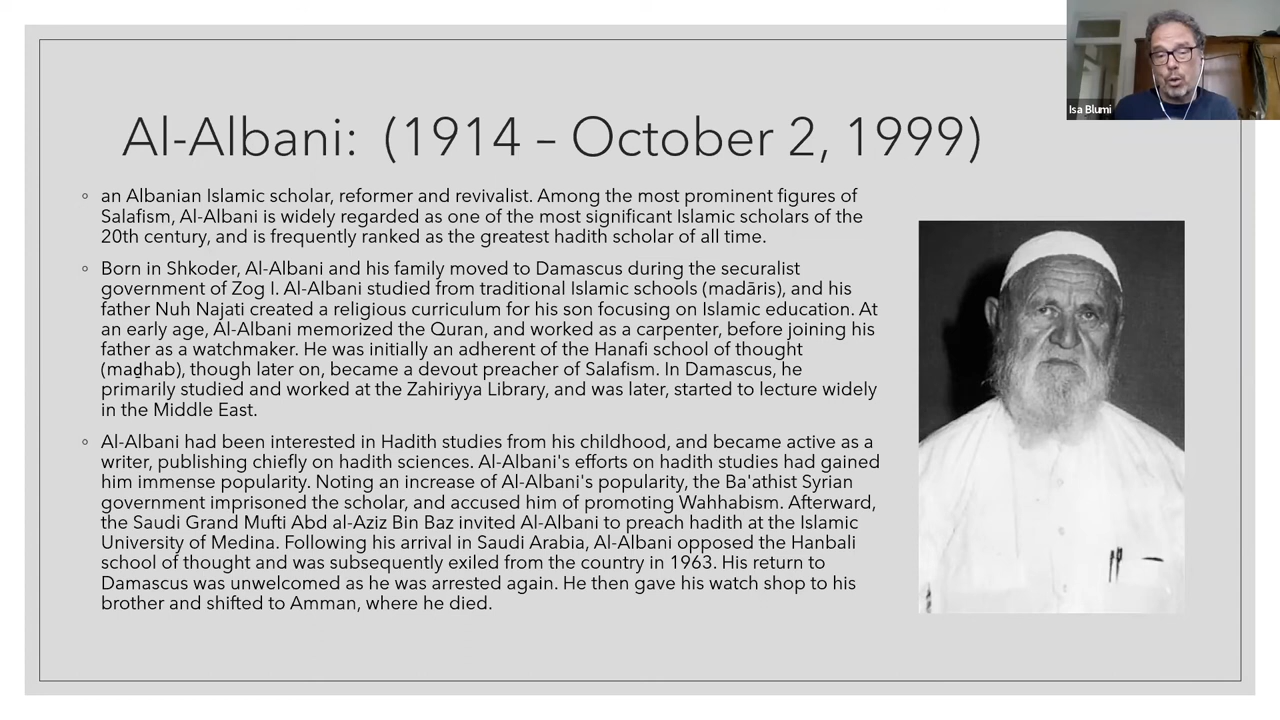 Isa Blumi
Al-Albani: (1914 – October 2, 1999)
◦ an Albanian Islamic scholar, reformer and revivalist. Among the most prominent figures of
Salafism, Al-Albani is widely regarded as one of the most significant Islamic scholars of the
20th century, and is frequently ranked as the greatest hadith scholar of all time.
◦ Born in Shkoder, Al-Albani and his family moved to Damascus during the securalist
government of Zog I. Al-Albani studied from traditional Islamic schools (madāris), and his
father Nuh Najati created a religious curriculum for his son focusing on Islamic education. At
an early age, Al-Albani memorized the Quran, and worked as a carpenter, before joining his
father as a watchmaker. He was initially an adherent of the Hanafi school of thought
(maḏhab), though later on, became a devout preacher of Salafism. In Damascus, he
primarily studied and worked at the Zahiriyya Library, and was later, started to lecture widely
in the Middle East.
◦ Al-Albani had been interested in Hadith studies from his childhood, and became active as a
writer, publishing chiefly on hadith sciences. Al-Albani's efforts on hadith studies had gained
him immense popularity. Noting an increase of Al-Albani's popularity, the Ba'athist Syrian
government imprisoned the scholar, and accused him of promoting Wahhabism. Afterward,
the Saudi Grand Mufti Abd al-Aziz Bin Baz invited Al-Albani to preach hadith at the Islamic
University of Medina. Following his arrival in Saudi Arabia, Al-Albani opposed the Hanbali
school of thought and was subsequently exiled from the country in 1963. His return to
Damascus was unwelcomed as he was arrested again. He then gave his watch shop to his
brother and shifted to Amman, where he died.